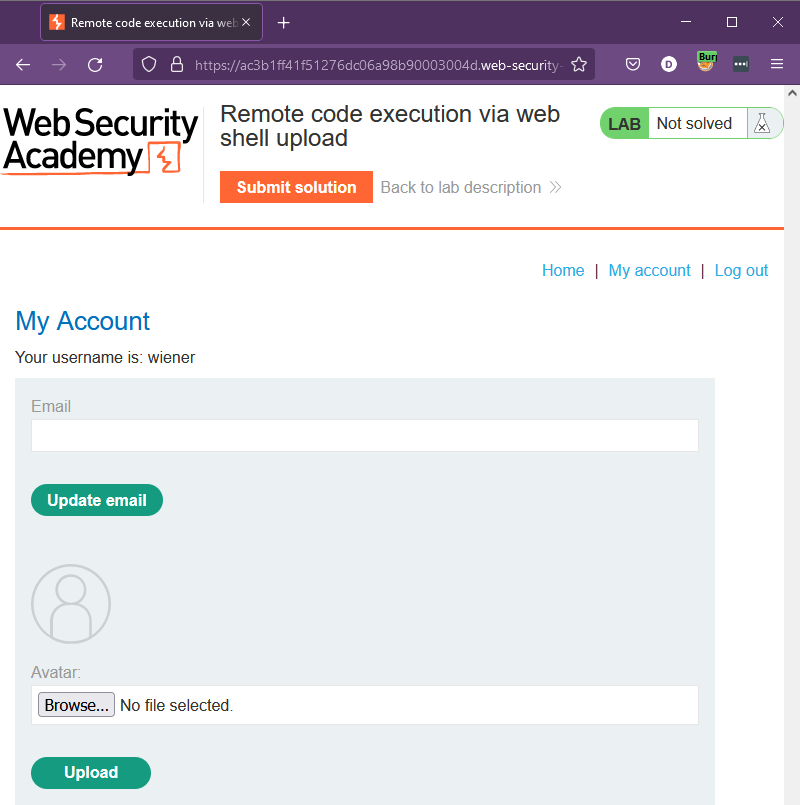 Remote code execution via web
https://ac3b1ff41f51276dc06a98b90003004d.web-security-
D
Burp
Web Security
Academy
Remote code execution via web
shell upload
LAB Not solved
Submit solution Back to lab description
Home | My account | Log out
My Account
Your username is: wiener
Email
Update email
Avatar:
Browse... No file selected.
Upload